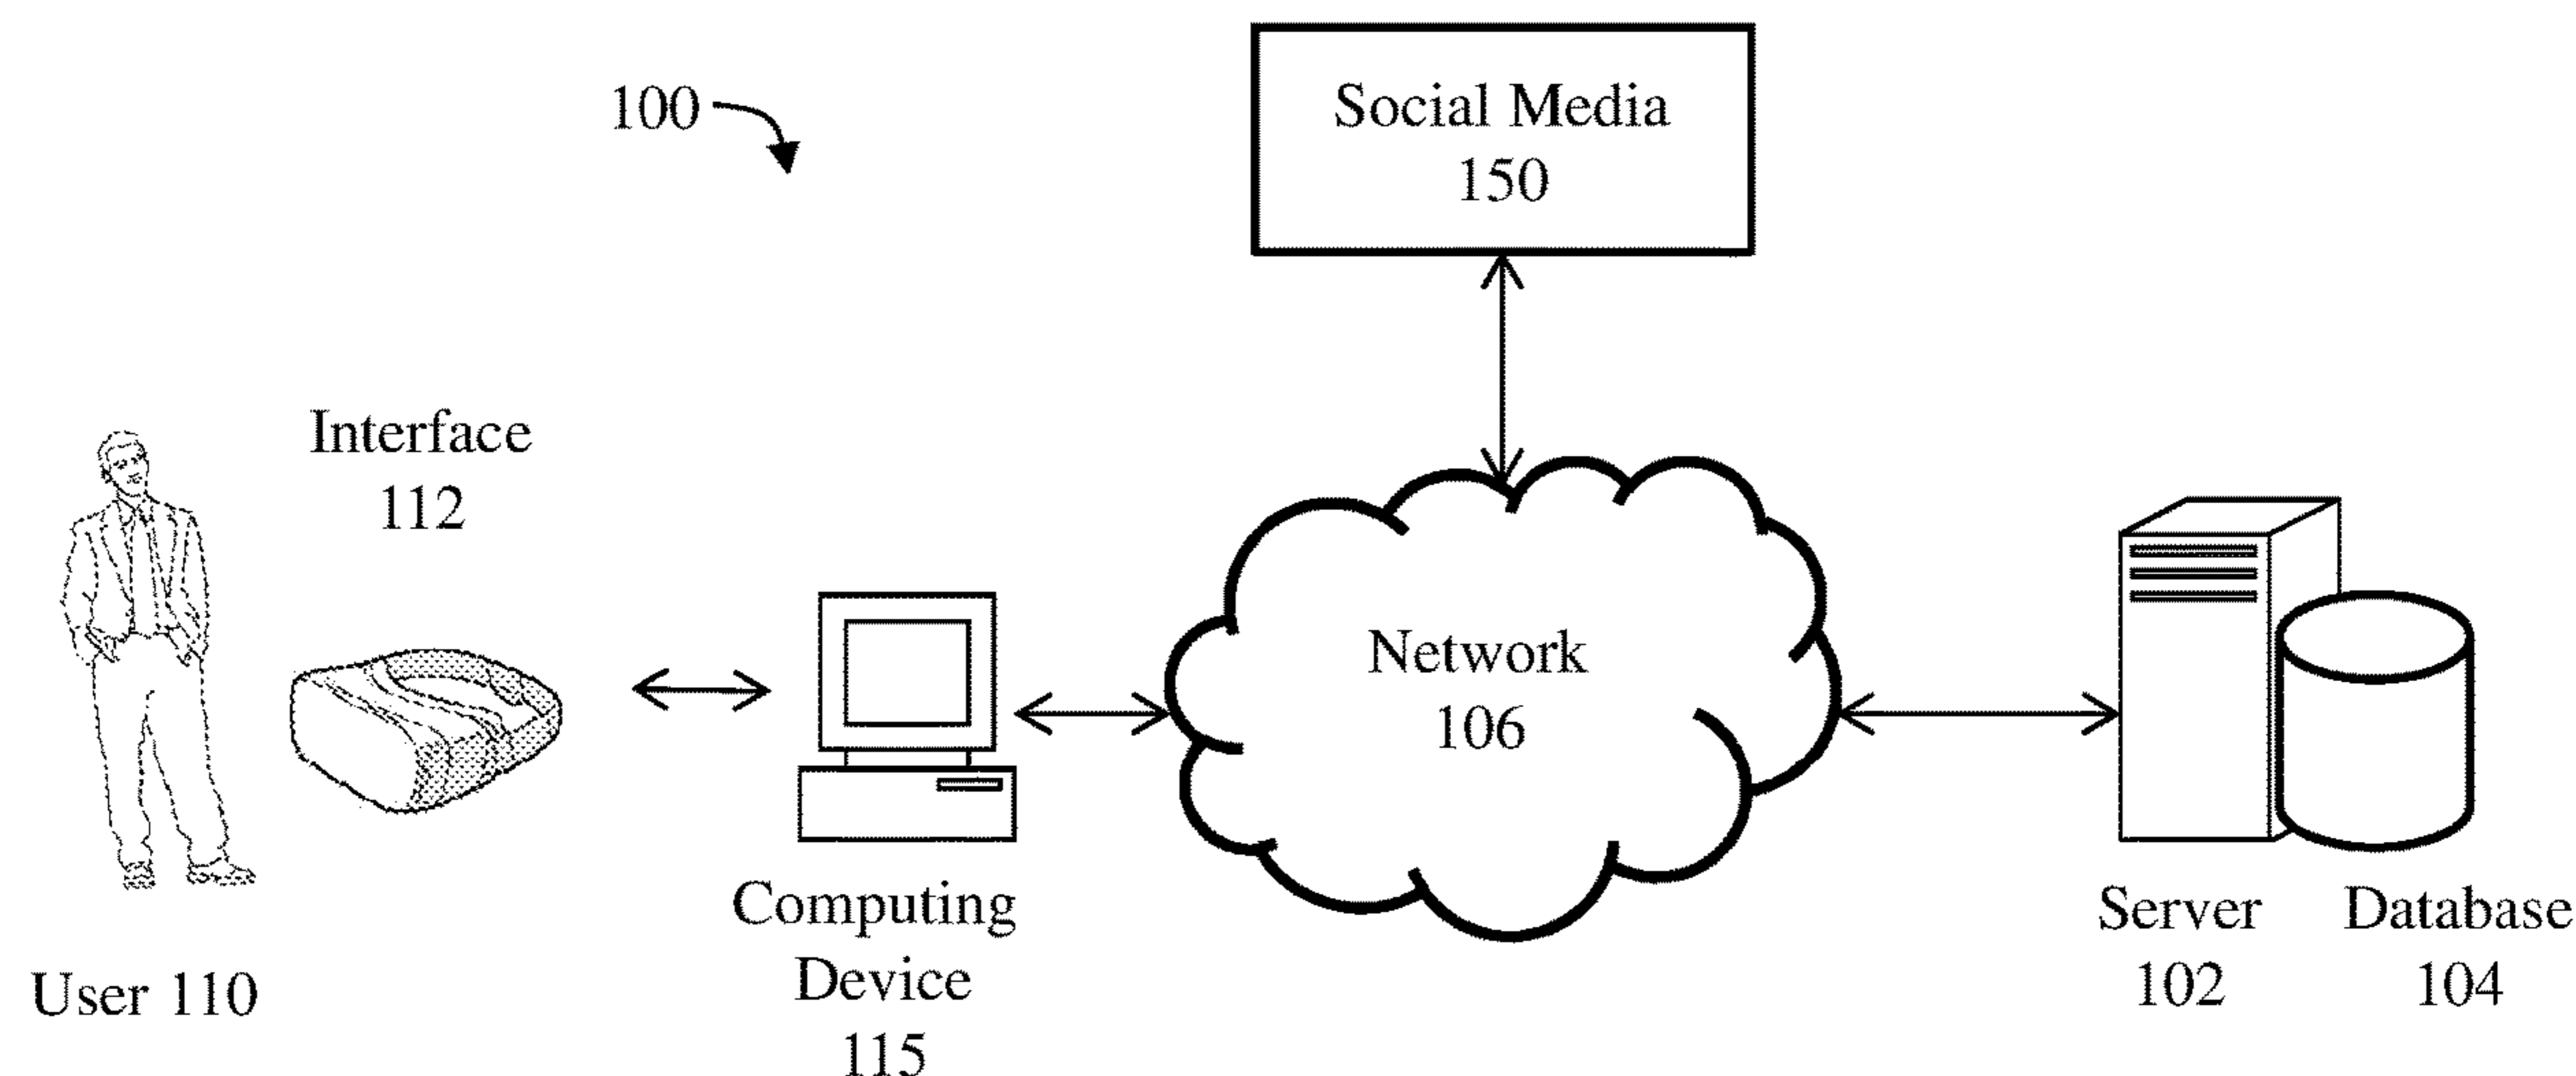 100
Social Media
150
Interface
112
Network
106
User 110
Computing
Device
115
Server
102
Database
104